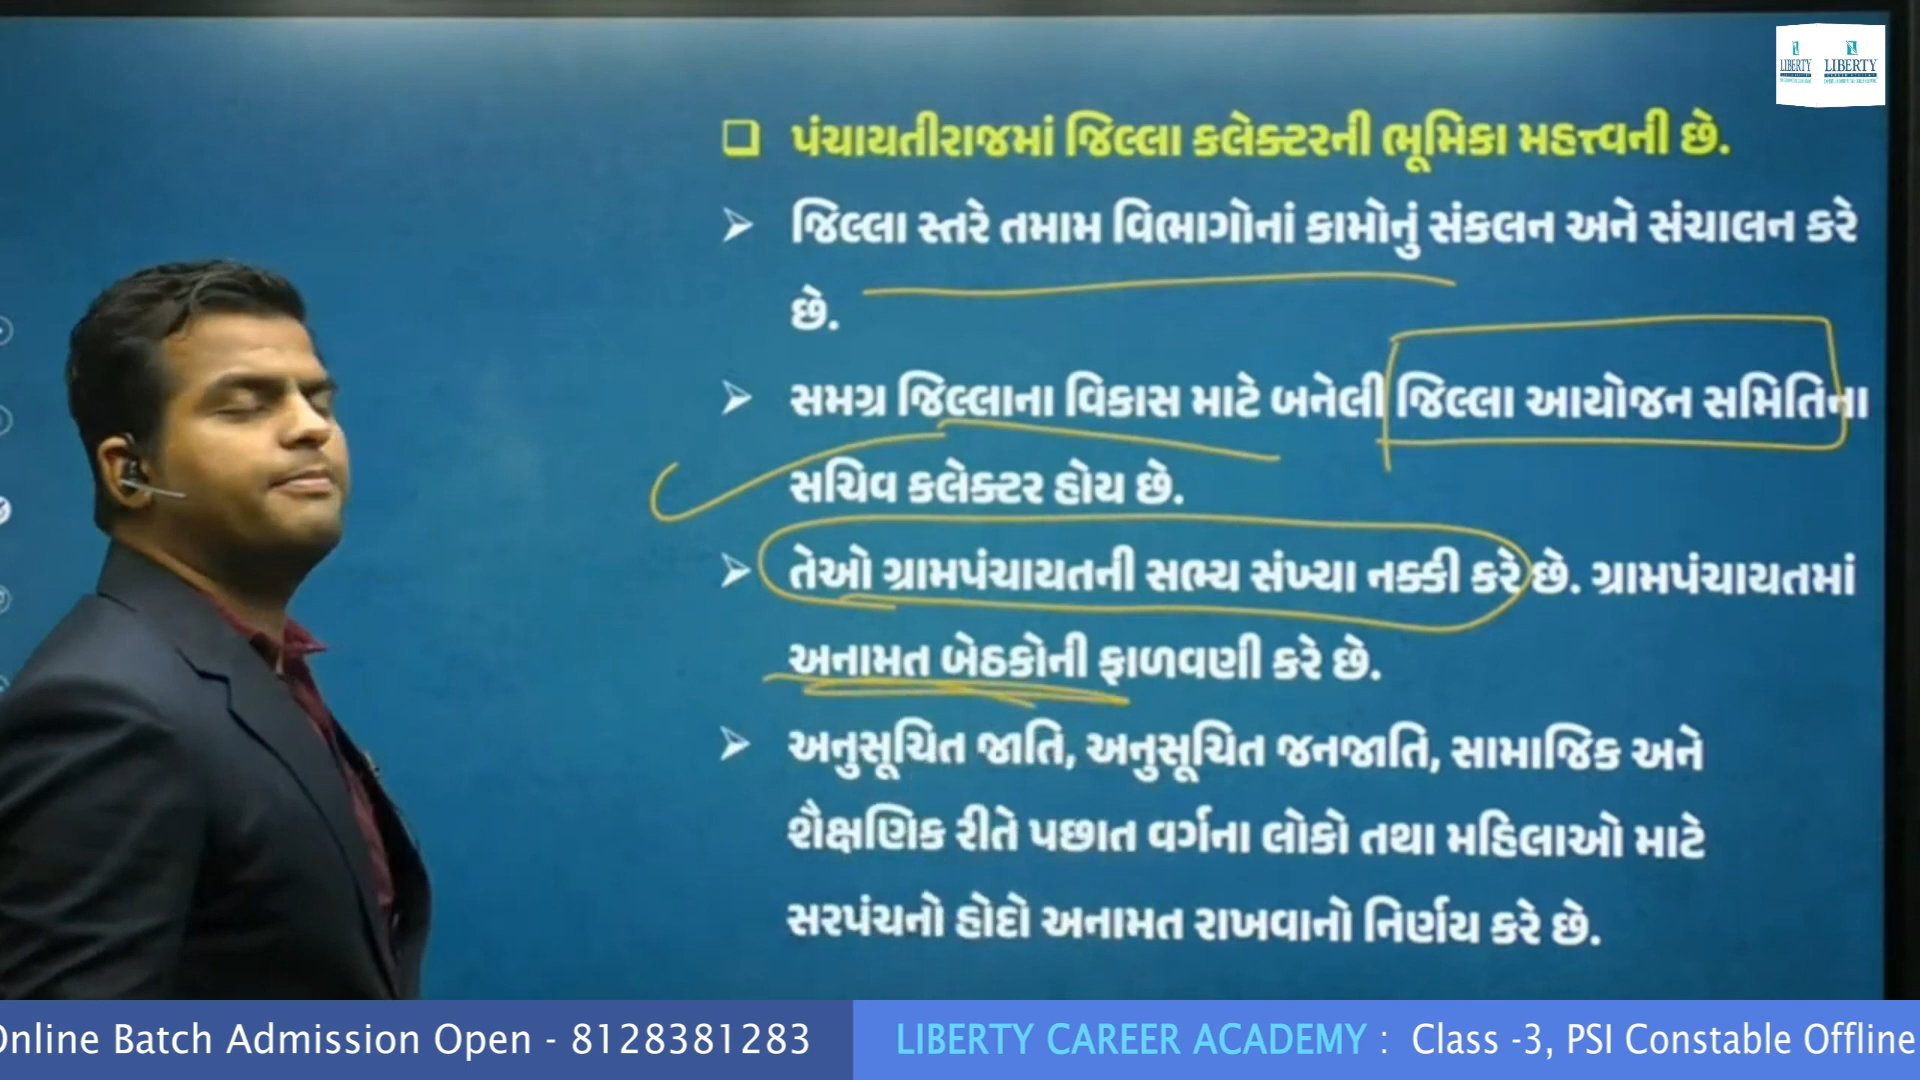 LIBERTY LIBERTY
પંચાયતીરાજમાં જિલ્લા કલેક્ટરની ભૂમિકા મહત્ત્વની છે.
જિલ્લા સ્તરે તમામ વિભાગોનાં કામોનું સંકલન અને સંચાલન કરે
છે.
સમગ્ર જિલ્લાના વિકાસ માટે બનેલી જિલ્લા આયોજન સમિતિના
સચિવ કલેક્ટર હોય છે.
તેઓ ગ્રામપંચાયતની સભ્ય સંખ્યા નક્કી કરે છે. ગ્રામપંચાયતમાં
અનામત બેઠકોની ફાળવણી કરે છે.
અનુસૂચિત જાતિ, અનુસૂચિત જનજાતિ, સામાજિક અને
શૈક્ષણિક રીતે પછાત વર્ગના લોકો તથા મહિલાઓ માટે
સરપંચનો હોદો અનામત રાખવાનો નિર્ણય કરે છે.
Online Batch Admission Open - 8128381283 LIBERTY CAREER ACADEMY : Class -3, PSI Constable Offline